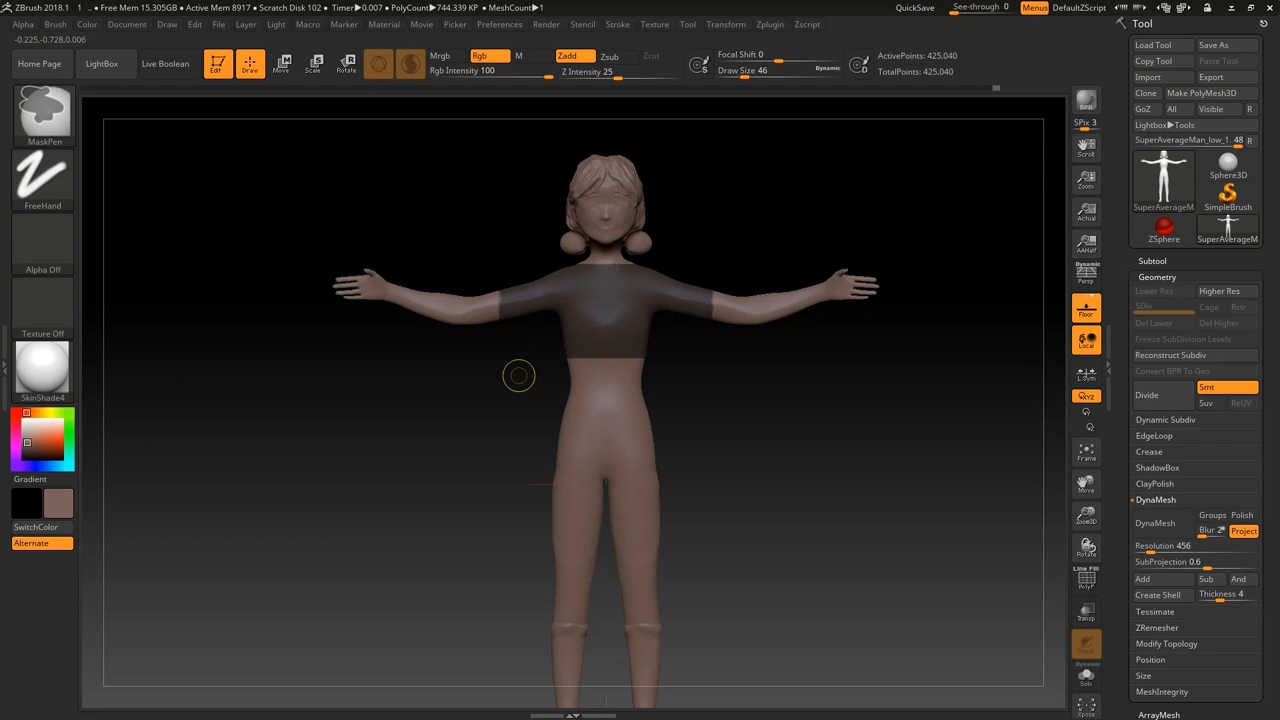 ZBrush 2018.1 1 .. • Free Mem 15.305GB • Active Mem 8917 • Scratch Disk 102 • Timer▶0.007 • PolyCount▶744.339 KP • MeshCount▶1
QuickSave
See-through 0
Menus
DefaultZScript
Alpha Brush Color Document Draw Edit File Layer Light Macro Marker Material Movie Picker Preferences Render Stencil Stroke Texture Tool Transform Zplugin Zscript
-0.225,-0.728,0.006
Home Page
LightBox
Live Boolean
Edit
Draw
Move
Scale
Rotate
Mrgb
Rgb
M
Rgb Intensity 100
Zadd
Zsub
Zcut
Z Intensity 25
S
Focal Shift 0
Draw Size 46
Dynamic
D
ActivePoints: 425,040
TotalPoints: 425,040
MaskPen
FreeHand
Alpha Off
Texture Off
SkinShade4
Gradient
SwitchColor
Alternate
BPR
SPix 3
Scroll
Zoom
Actual
AAHalf
Dynamic
Persp
Floor
Local
L.Sym
XYZ
Frame
Move
Zoom3D
Rotate
Line Fill
PolyF
Transp
Dynamic
Solo
Xpose
Tool
Load Tool
Save As
Copy Tool
Paste Tool
Import
Export
Clone
Make PolyMesh3D
GoZ
All
Visible
R
Lightbox▶Tools
SuperAverageMan_low_1. 48
R
SuperAverageM
Sphere3D
SimpleBrush
ZSphere
SuperAverageM
Subtool
Geometry
Lower Res
Higher Res
SDiv
Cage
Rstr
Del Lower
Del Higher
Freeze SubDivision Levels
Reconstruct Subdiv
Convert BPR To Geo
Divide
Smt
Suv
ReUV
Dynamic Subdiv
EdgeLoop
Crease
ShadowBox
ClayPolish
DynaMesh
DynaMesh
Groups
Polish
Blur 2
Project
Resolution 456
SubProjection 0.6
Add
Sub
And
Create Shell
Thickness 4
Tessimate
ZRemesher
Modify Topology
Position
Size
MeshIntegrity
ArrayMesh